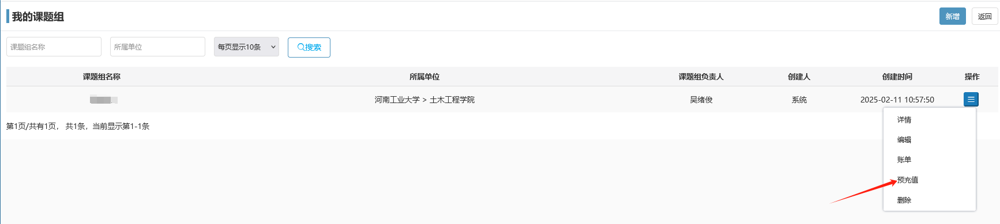 我的课题组
新增 返回
课题组名称 所属单位 每页显示10条 搜索
课题组名称 所属单位 课题组负责人 创建人 创建时间 操作
河南工业大学 > 土木工程学院 吴绪俊 系统 2025-02-11 10:57:50
第1页/共有1页， 共1条，当前显示第1-1条
详情
编辑
账单
预充值
删除